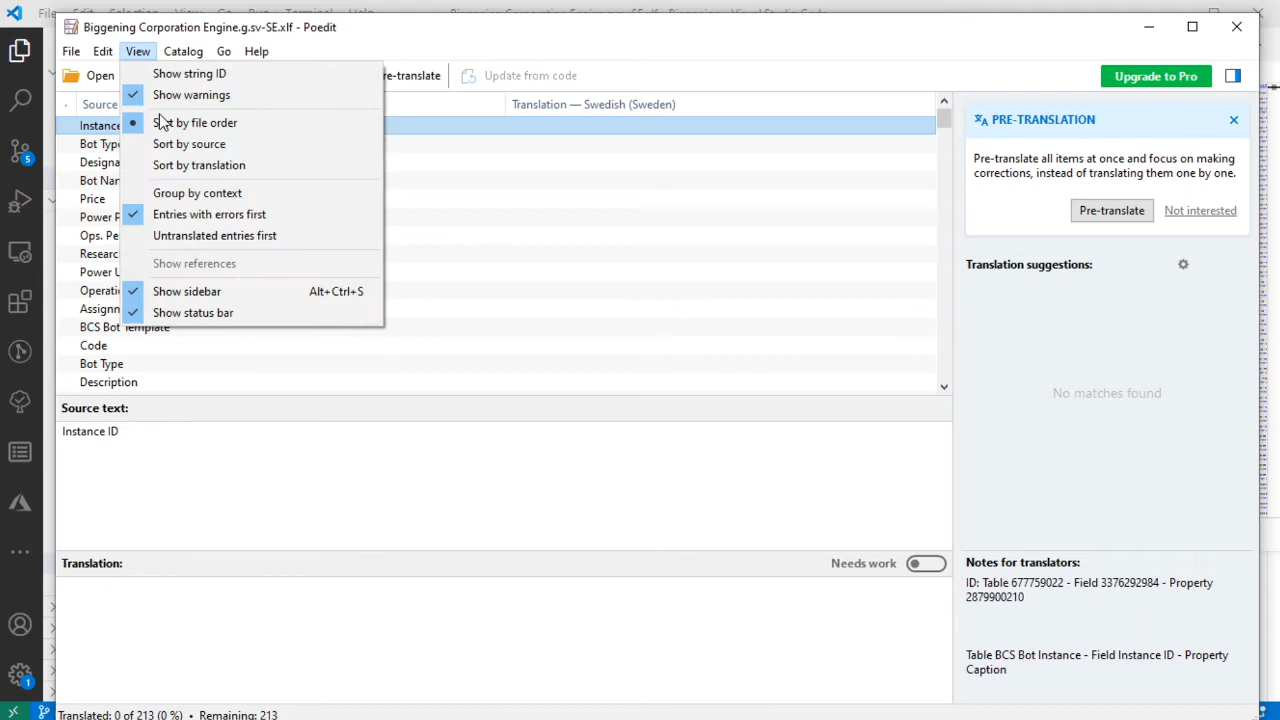 Biggening Corporation Engine.g.sv-SE.xlf - Poedit
File Edit View Catalog Go Help
Open
re-translate
Update from code
Upgrade to Pro
Show string ID
Show warnings
Sort by file order
Sort by source
Sort by translation
Group by context
Entries with errors first
Untranslated entries first
Show references
Show sidebar Alt+Ctrl+S
Show status bar
Source
Translation — Swedish (Sweden)
Instance
Bot Typ
Designa
Bot Nan
Price
Power P
Ops. Pe
Researc
Power U
Operatio
Assignm
BCS Bot Template
Code
Bot Type
Description
Source text:
Instance ID
Translation:
Needs work
PRE-TRANSLATION
Pre-translate all items at once and focus on making
corrections, instead of translating them one by one.
Pre-translate Not interested
Translation suggestions:
No matches found
Notes for translators:
ID: Table 677759022 - Field 3376292984 - Property
2879900210
Table BCS Bot Instance - Field Instance ID - Property
Caption
Translated: 0 of 213 (0 %) • Remaining: 213
5
1